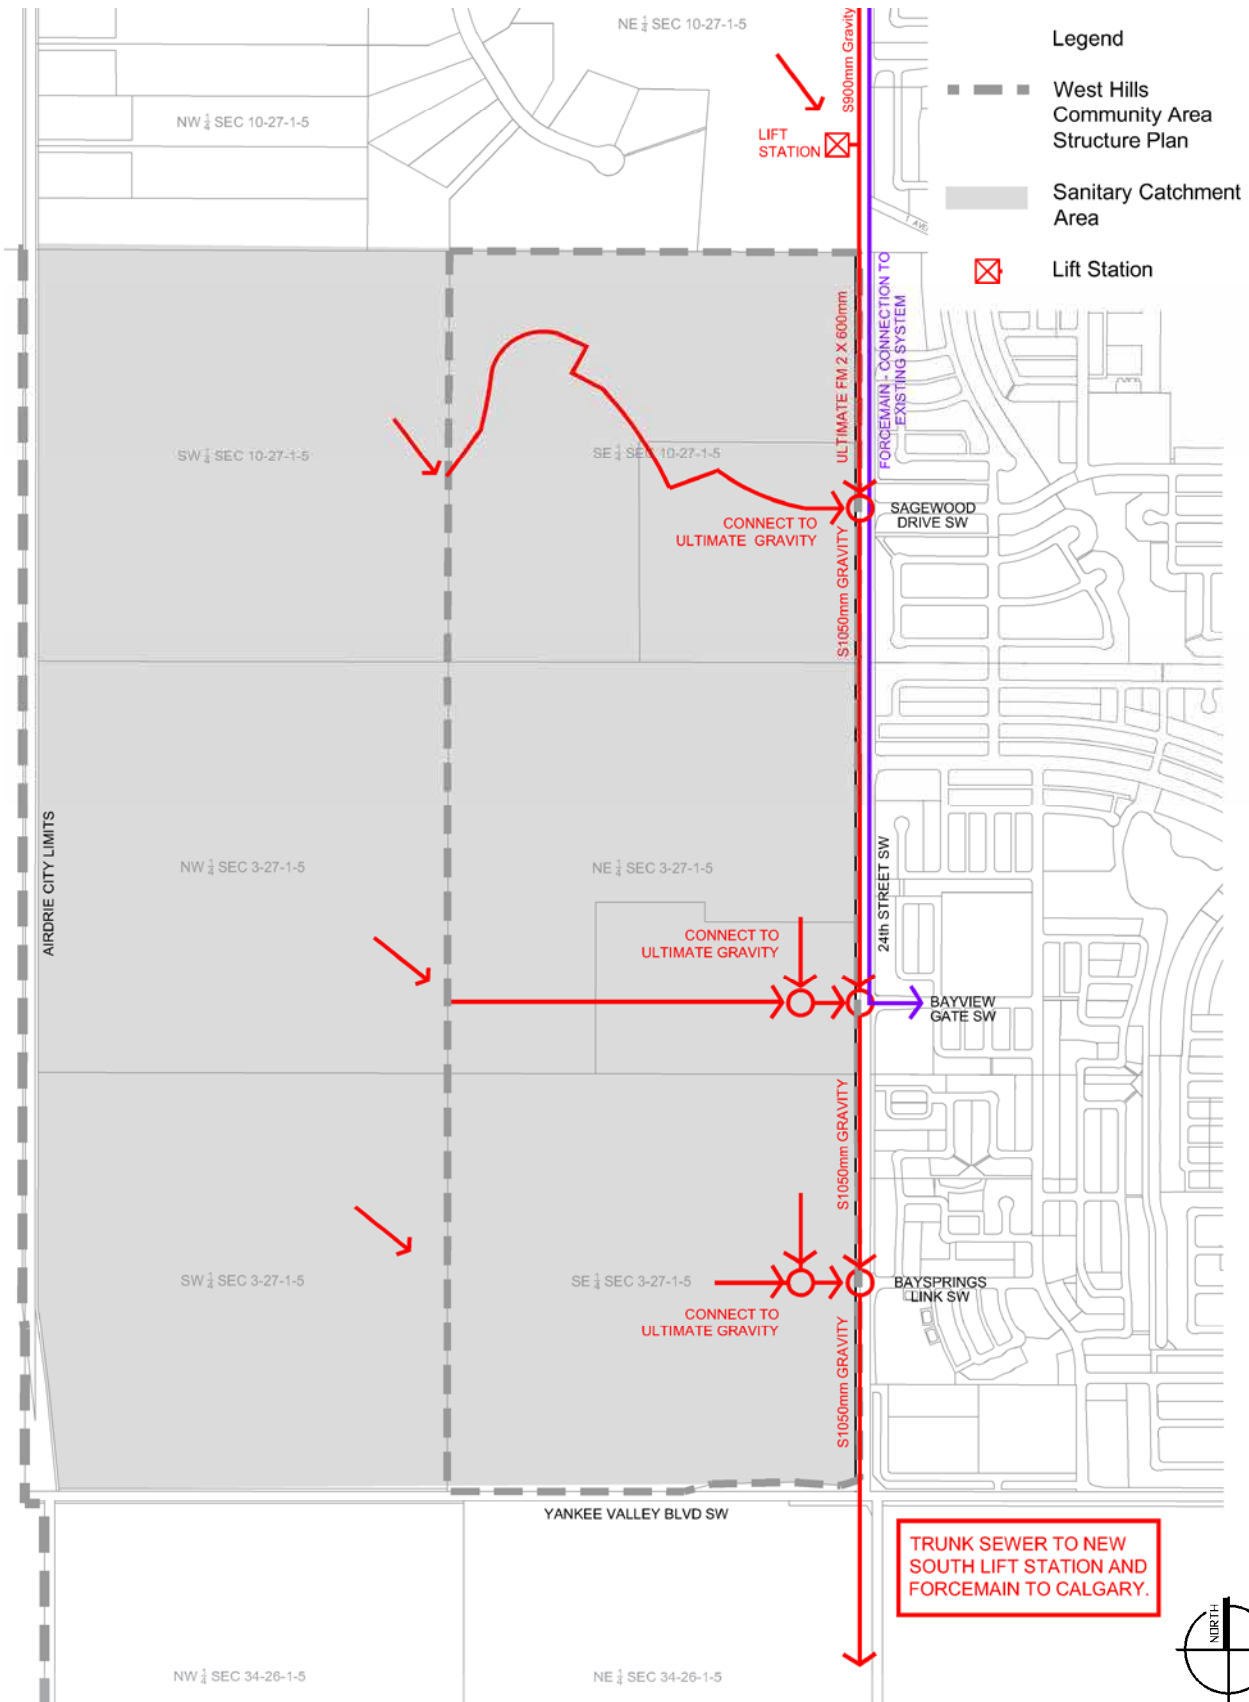 NE 1/4 SEC 10-27-1-5
S900mm Gravity
Legend
West Hills
Community Area
Structure Plan
NW 1/4 SEC 10-27-1-5
LIFT
STATION
Sanitary Catchment
Area
1 AVE
Lift Station
ULTIMATE FM 2 X 600mm
FORCEMAIN - CONNECTION TO
EXISTING SYSTEM
SW 1/4 SEC 10-27-1-5
SE 1/4 SEC 10-27-1-5
CONNECT TO
ULTIMATE GRAVITY
SAGEWOOD
DRIVE SW
S1050mm GRAVITY
AIRDRIE CITY LIMITS
NW 1/4 SEC 3-27-1-5
NE 1/4 SEC 3-27-1-5
24th STREET SW
CONNECT TO
ULTIMATE GRAVITY
BAYVIEW
GATE SW
S1050mm GRAVITY
SW 1/4 SEC 3-27-1-5
SE 1/4 SEC 3-27-1-5
BAYSPRINGS
LINK SW
CONNECT TO
ULTIMATE GRAVITY
S1050mm GRAVITY
YANKEE VALLEY BLVD SW
TRUNK SEWER TO NEW
SOUTH LIFT STATION AND
FORCEMAIN TO CALGARY.
NORTH
NW 1/4 SEC 34-26-1-5
NE 1/4 SEC 34-26-1-5